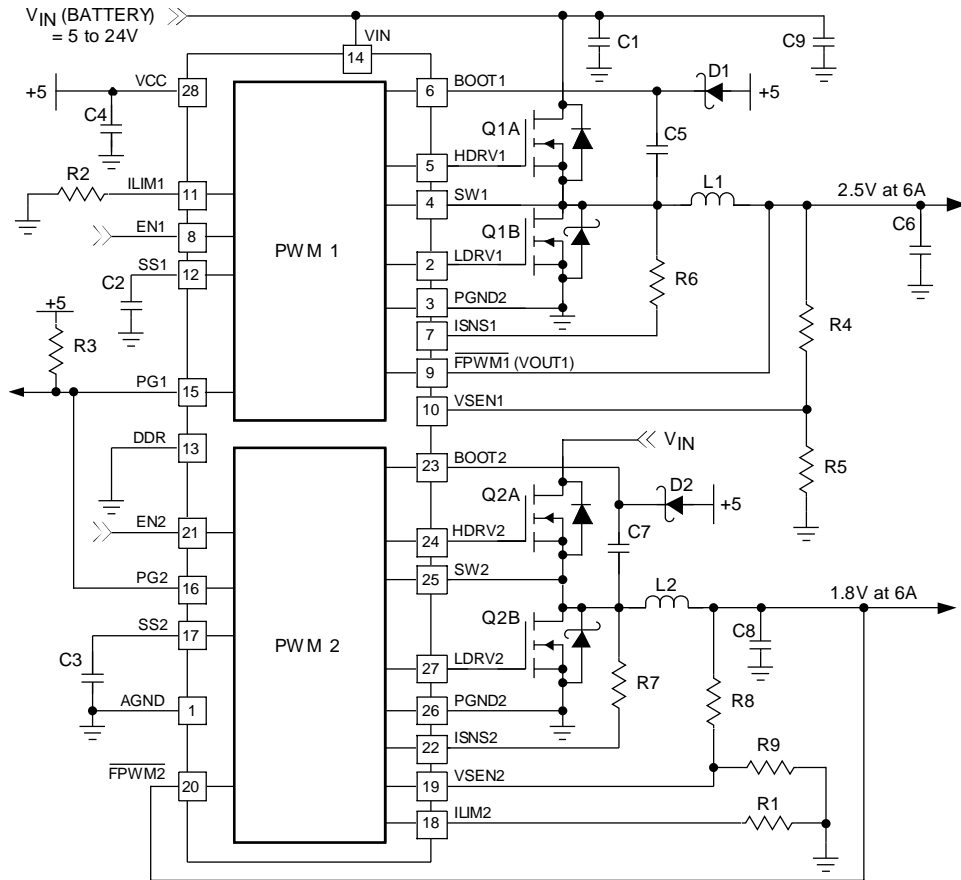 VIN (BATTERY)
= 5 to 24V
VIN
14
C1
C9
+5
VCC
28
C4
6
BOOT1
D1
+5
Q1A
C5
5
HDRV1
R2
ILIM1
11
4
SW1
L1
2.5V at 6A
EN1
8
PWM 1
Q1B
C6
2
LDRV1
SS1
12
C2
R6
3
PGND2
+5
R3
7
ISNS1
R4
9
FPWM1 (VOUT1)
PG1
15
10
VSEN1
DDR
13
VIN
23
BOOT2
R5
Q2A
D2
+5
EN2
21
C7
24
HDRV2
PG2
16
25
SW2
L2
1.8V at 6A
SS2
17
PWM 2
Q2B
C8
C3
27
LDRV2
R7
R8
AGND
1
26
PGND2
22
ISNS2
R9
FPWM2
20
19
VSEN2
R1
18
ILIM2